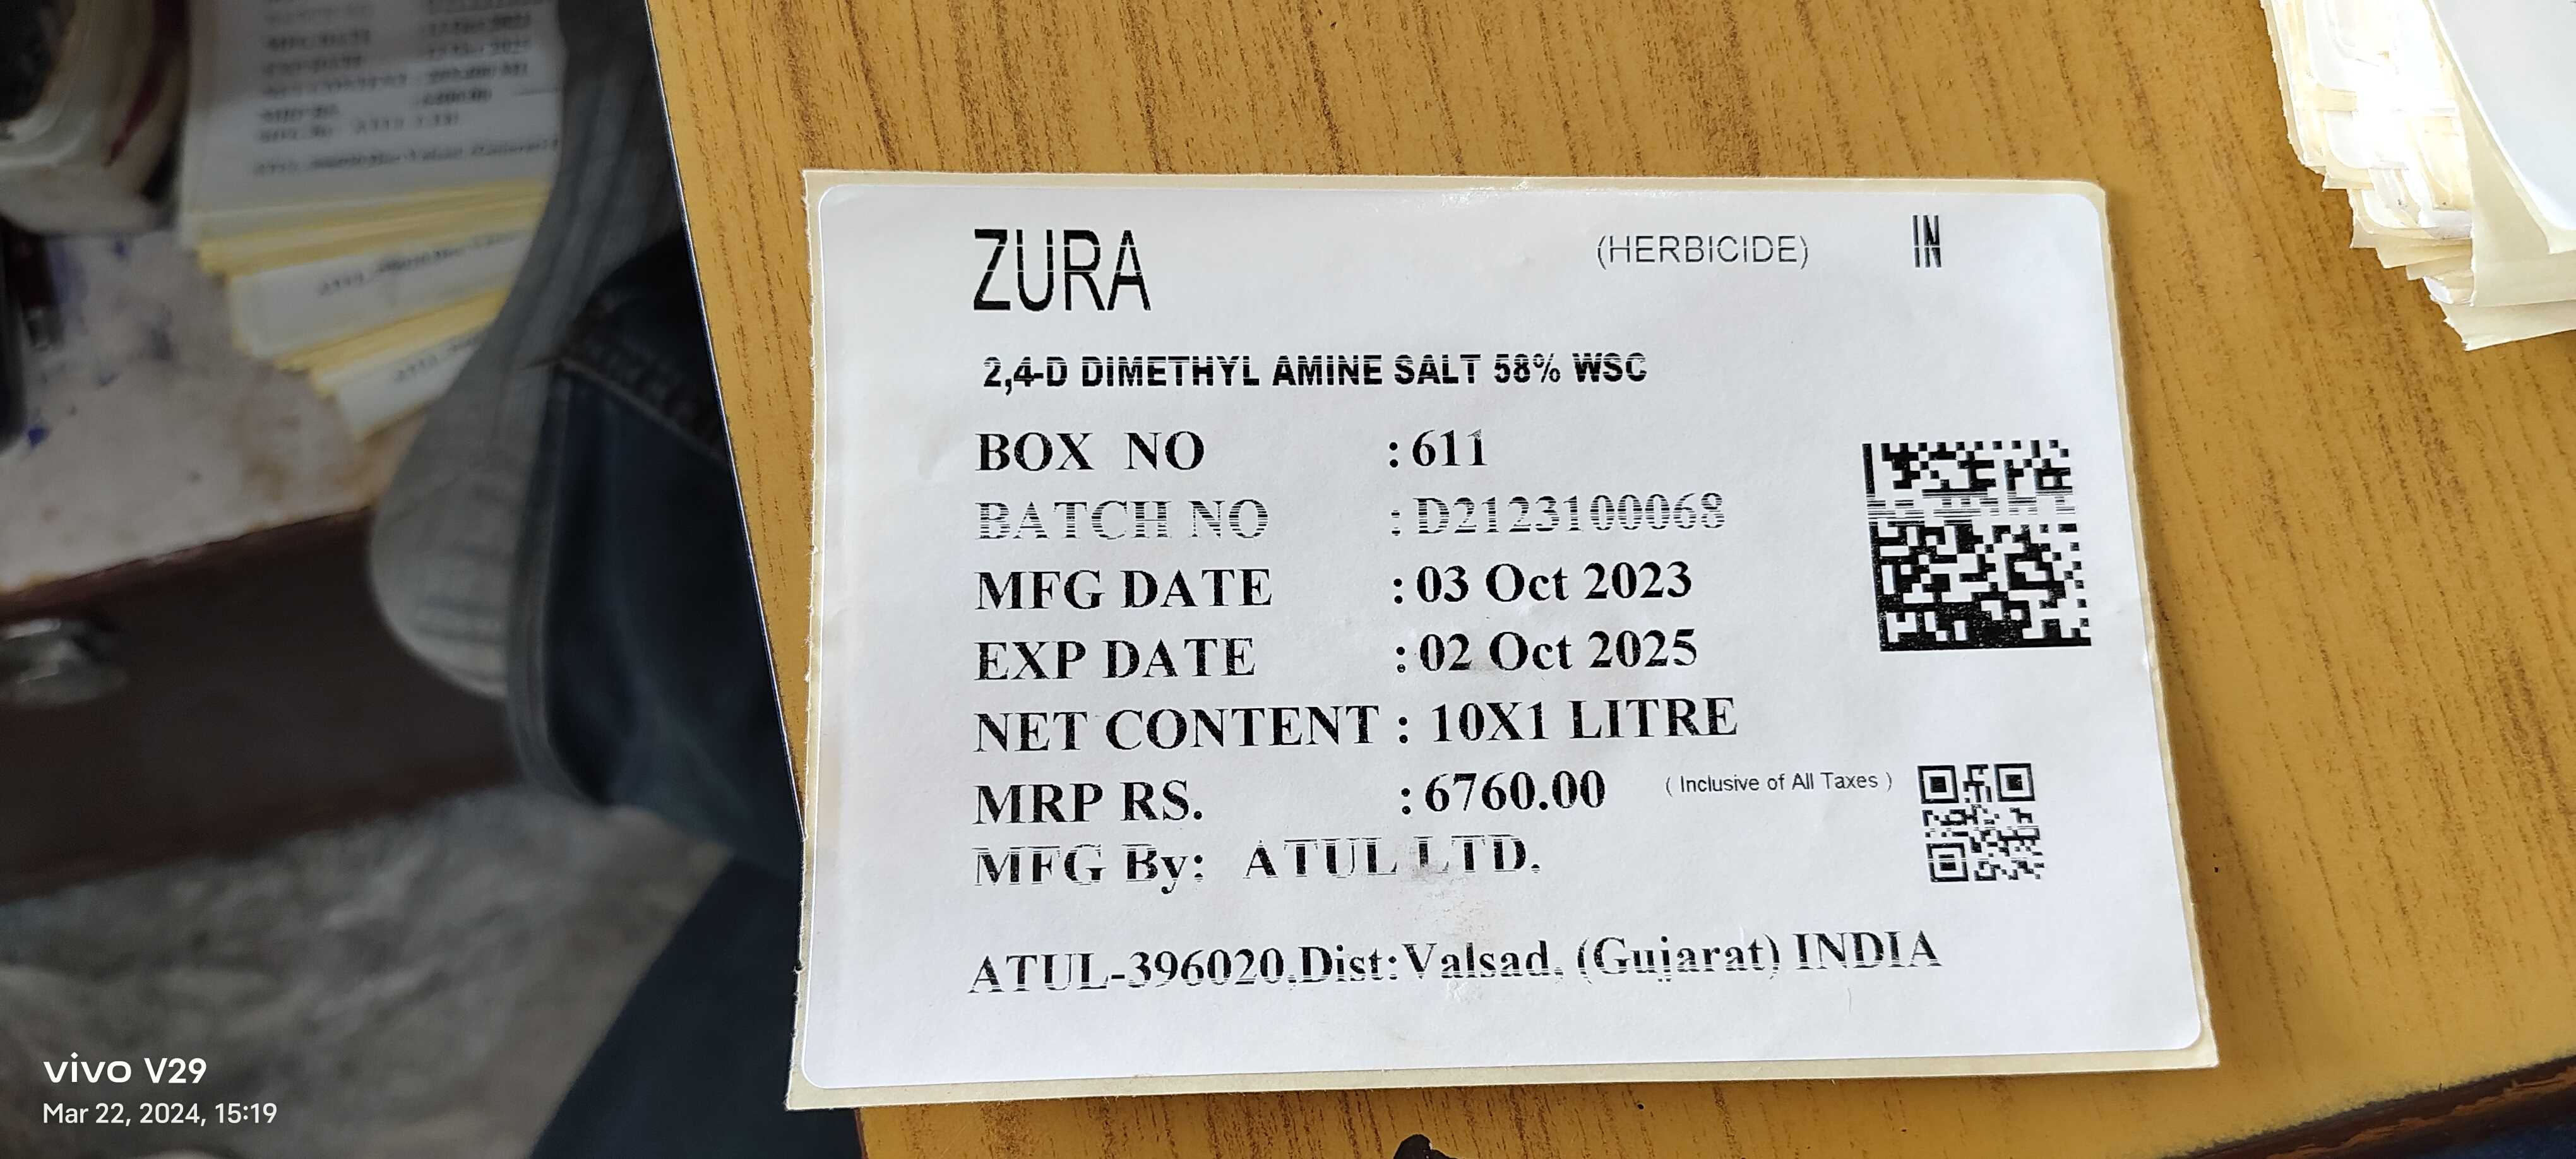 ZURA (HERBICIDE) IN
2,4-D DIMETHYL AMINE SALT 58% WSC
BOX NO : 611
BATCH NO : D2123100068
MFG DATE : 03 Oct 2023
EXP DATE : 02 Oct 2025
NET CONTENT : 10X1 LITRE
MRP RS. : 6760.00 ( Inclusive of All Taxes )
MFG By: ATUL LTD.
ATUL-396020,Dist:Valsad, (Gujarat) INDIA
vivo V29
Mar 22, 2024, 15:19